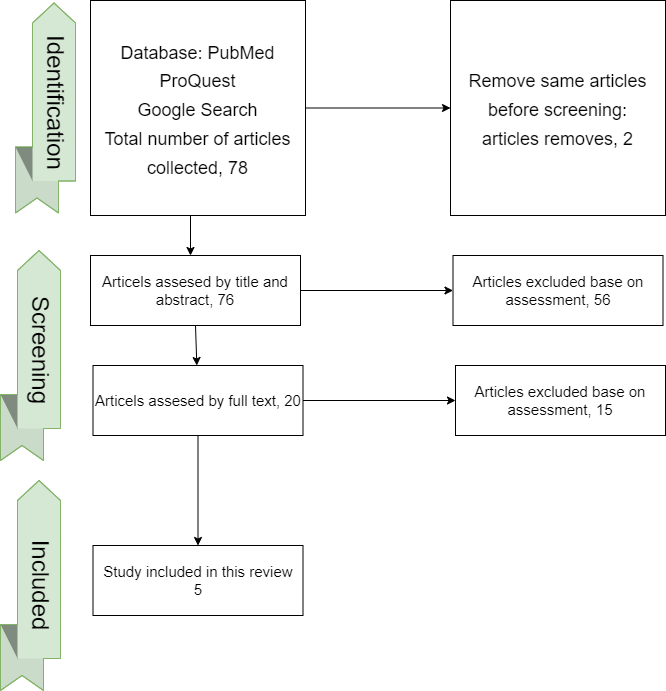 Identification
Database: PubMed
ProQuest
Google Search
Total number of articles
collected, 78
Remove same articles
before screening:
articles removes, 2
Screening
Articels assesed by title and
abstract, 76
Articles excluded base on
assessment, 56
Articels assesed by full text, 20
Articles excluded base on
assessment, 15
Included
Study included in this review
5